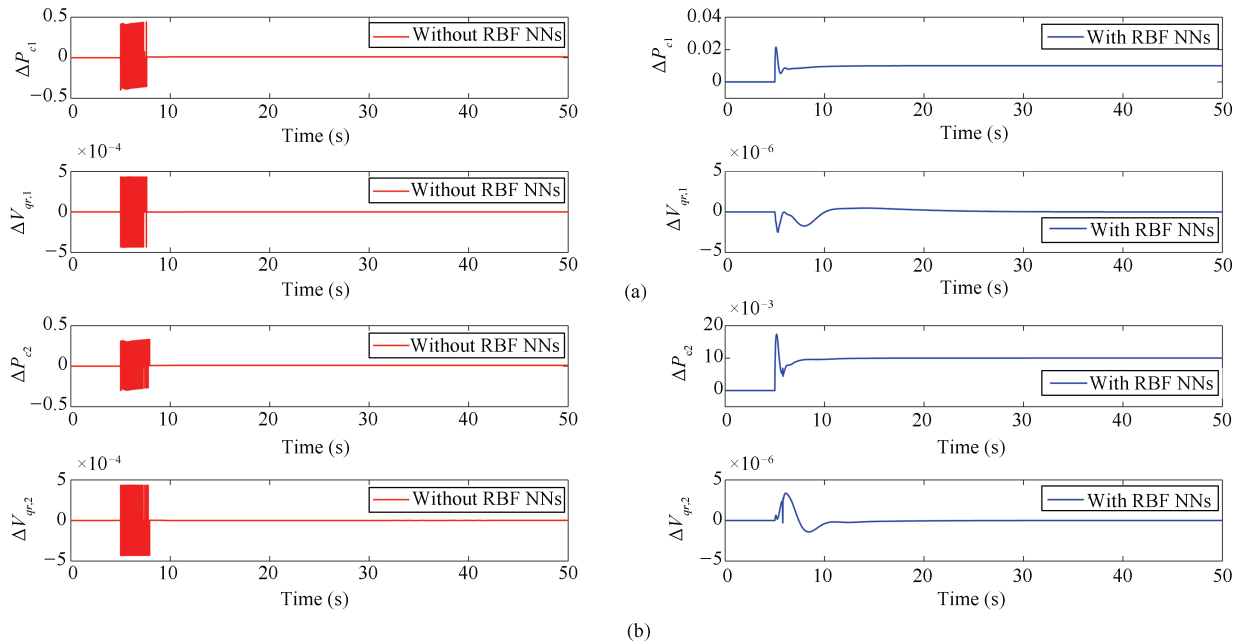 0.5
0
−0.5
ΔP_c1
Without RBF NNs
0 10 20 30 40 50
Time (s)
0.04
0.02
0
ΔP_c1
With RBF NNs
0 10 20 30 40 50
Time (s)
×10⁻⁴
5
0
−5
ΔV_qr,1
Without RBF NNs
0 10 20 30 40 50
Time (s)
×10⁻⁶
5
0
−5
ΔV_qr,1
With RBF NNs
0 10 20 30 40 50
Time (s)
(a)
0.5
0
−0.5
ΔP_c2
Without RBF NNs
0 10 20 30 40 50
Time (s)
×10⁻³
20
10
0
ΔP_c2
With RBF NNs
0 10 20 30 40 50
Time (s)
×10⁻⁴
5
0
−5
ΔV_qr,2
Without RBF NNs
0 10 20 30 40 50
Time (s)
×10⁻⁶
5
0
−5
ΔV_qr,2
With RBF NNs
0 10 20 30 40 50
Time (s)
(b)